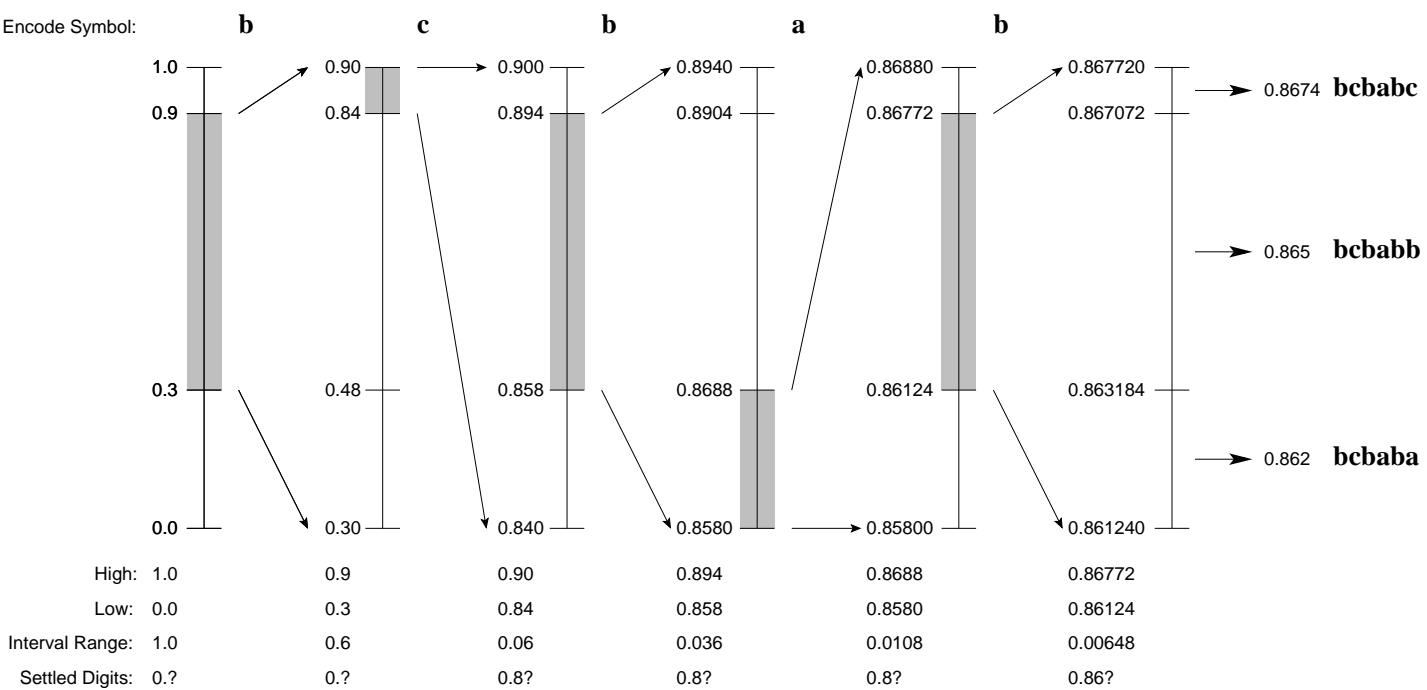 Encode Symbol: b c b a b
1.0 0.90 0.900 0.8940 0.86880 0.867720
0.8674 bcbabc
0.9 0.84 0.894 0.8904 0.86772 0.867072
0.865 bcbabb
0.3 0.48 0.858 0.8688 0.86124 0.863184
0.862 bcbaba
0.0 0.30 0.840 0.8580 0.85800 0.861240
High: 1.0 0.9 0.90 0.894 0.8688 0.86772
Low: 0.0 0.3 0.84 0.858 0.8580 0.86124
Interval Range: 1.0 0.6 0.06 0.036 0.0108 0.00648
Settled Digits: 0.? 0.? 0.8? 0.8? 0.8? 0.86?